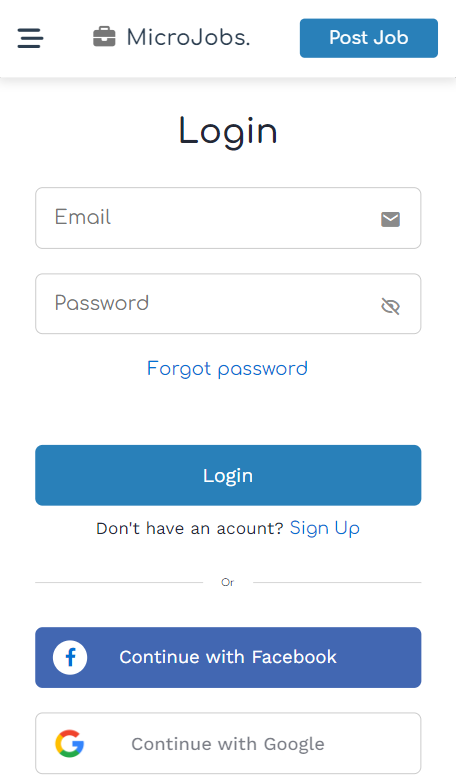 MicroJobs.
Post Job
Login
Email
Password
Forgot password
Login
Don't have an acount? Sign Up
Or
Continue with Facebook
Continue with Google